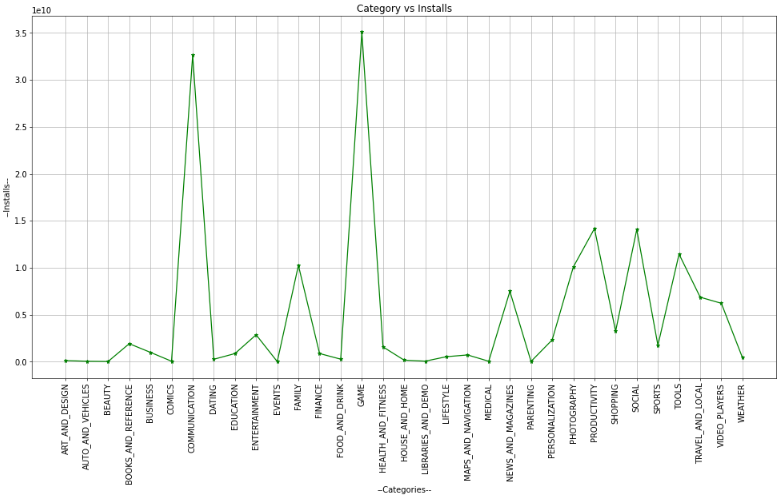 Category vs Installs
1e10
3.5
3.0
2.5
2.0
1.5
1.0
0.5
0.0
--Installs--
ART_AND_DESIGN
AUTO_AND_VEHICLES
BEAUTY
BOOKS_AND_REFERENCE
BUSINESS
COMICS
COMMUNICATION
DATING
EDUCATION
ENTERTAINMENT
EVENTS
FAMILY
FINANCE
FOOD_AND_DRINK
GAME
HEALTH_AND_FITNESS
HOUSE_AND_HOME
LIBRARIES_AND_DEMO
LIFESTYLE
MAPS_AND_NAVIGATION
MEDICAL
NEWS_AND_MAGAZINES
PARENTING
PERSONALIZATION
PHOTOGRAPHY
PRODUCTIVITY
SHOPPING
SOCIAL
SPORTS
TOOLS
TRAVEL_AND_LOCAL
VIDEO_PLAYERS
WEATHER
--Categories--